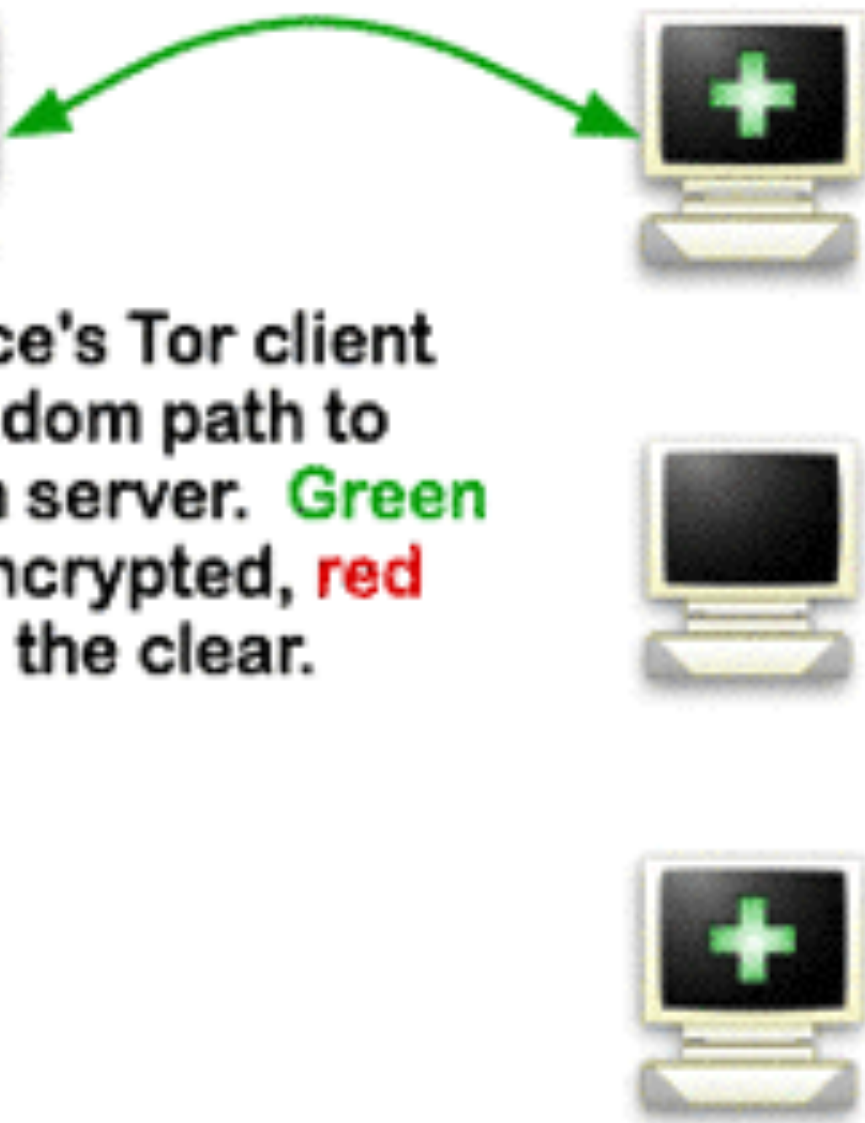 ce's Tor client
dom path to
n server. Green
ncrypted, red
the clear.